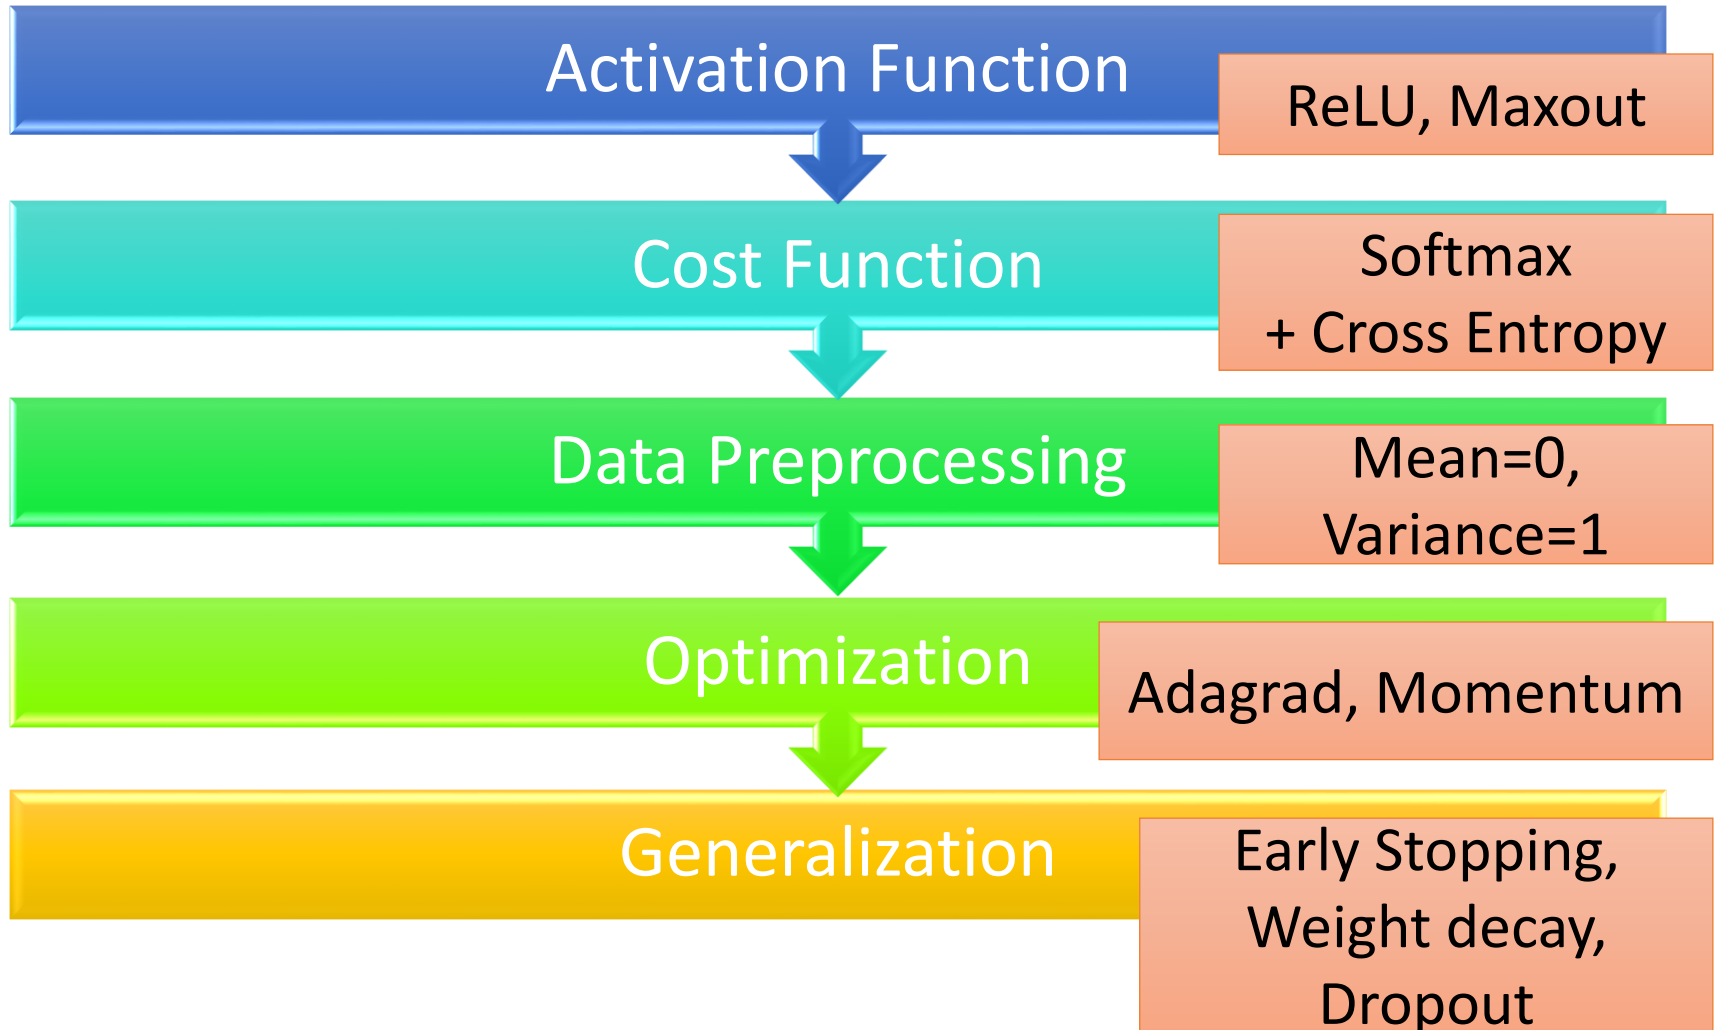 Activation Function
ReLU, Maxout
Cost Function
Softmax
+ Cross Entropy
Data Preprocessing
Mean=0,
Variance=1
Optimization
Adagrad, Momentum
Generalization
Early Stopping,
Weight decay,
Dropout